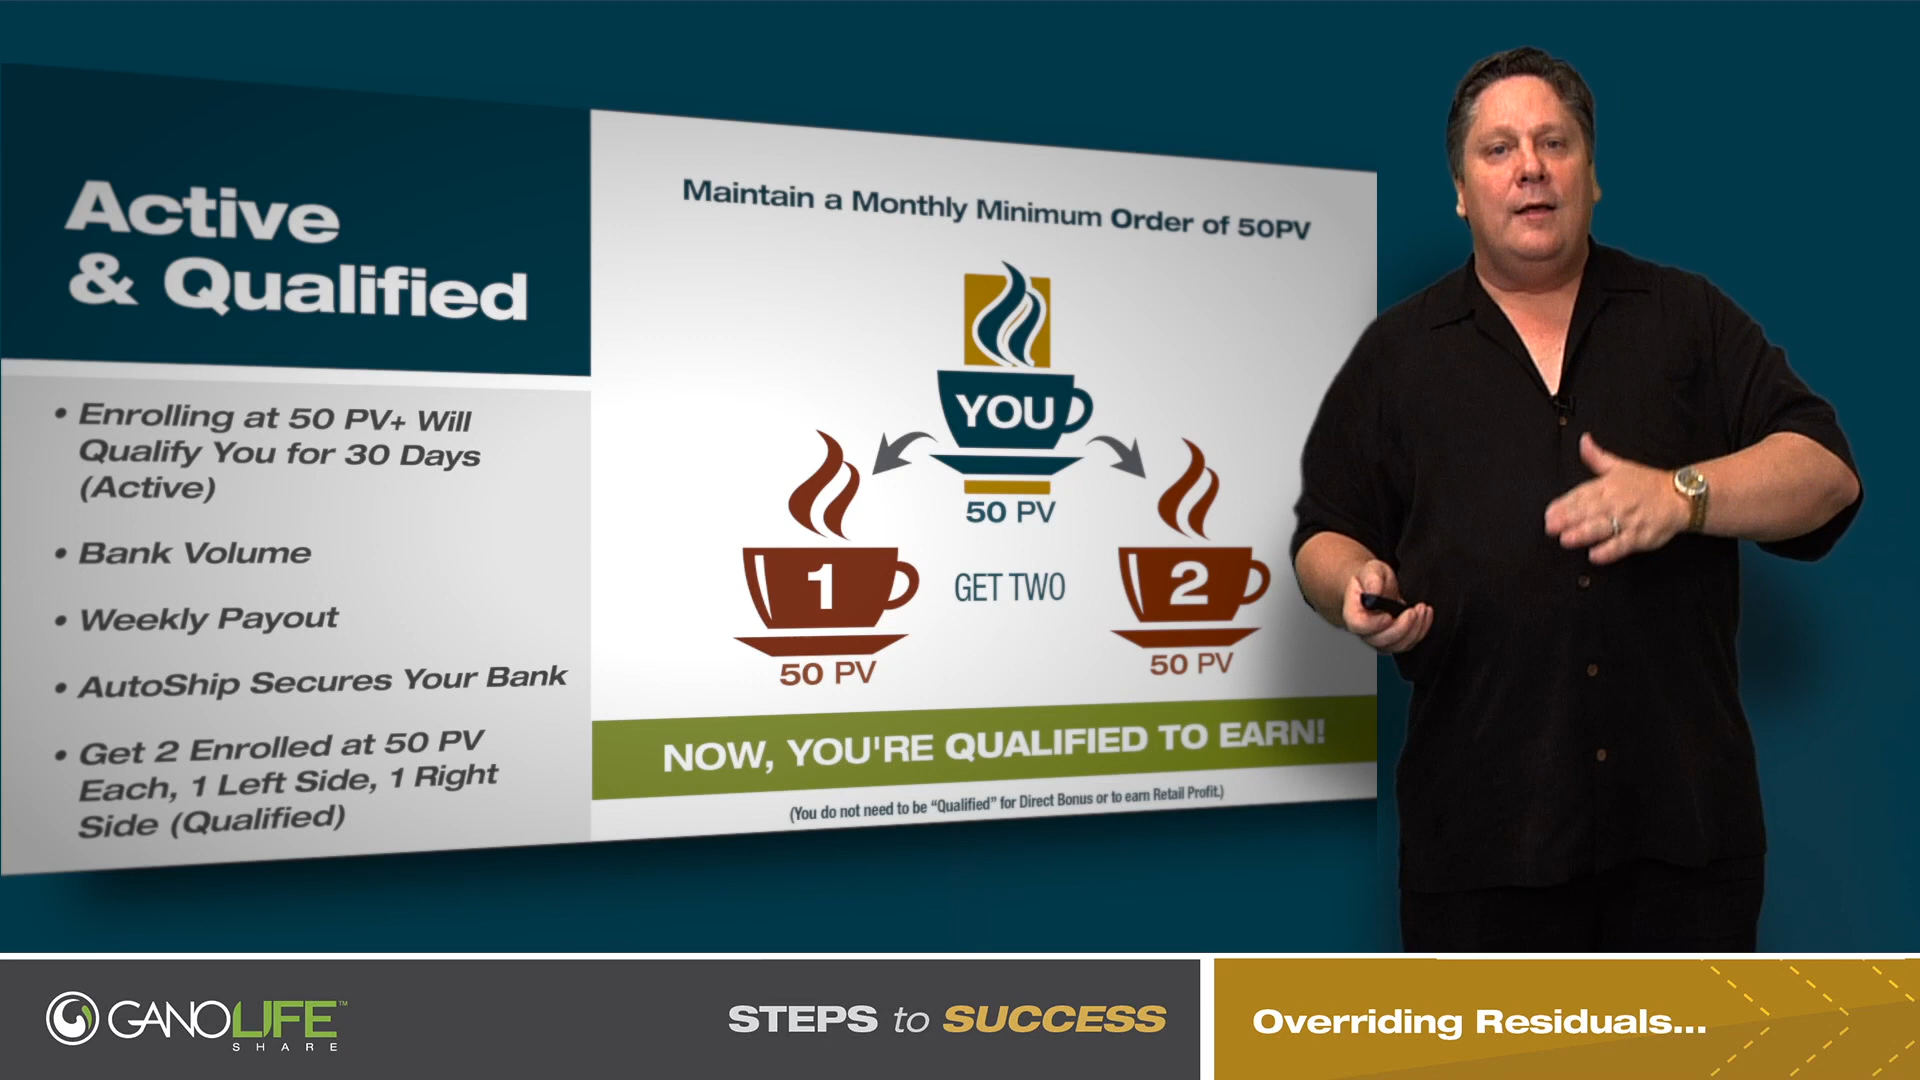 Active
& Qualified
• Enrolling at 50 PV+ Will
Qualify You for 30 Days
(Active)
• Bank Volume
• Weekly Payout
• AutoShip Secures Your Bank
• Get 2 Enrolled at 50 PV
Each, 1 Left Side, 1 Right
Side (Qualified)
Maintain a Monthly Minimum Order of 50PV
YOU
50 PV
1
GET TWO
2
50 PV
50 PV
NOW, YOU'RE QUALIFIED TO EARN!
(You do not need to be “Qualified” for Direct Bonus or to earn Retail Profit.)
GANOLIFE™
SHARE
STEPS to SUCCESS
Overriding Residuals...